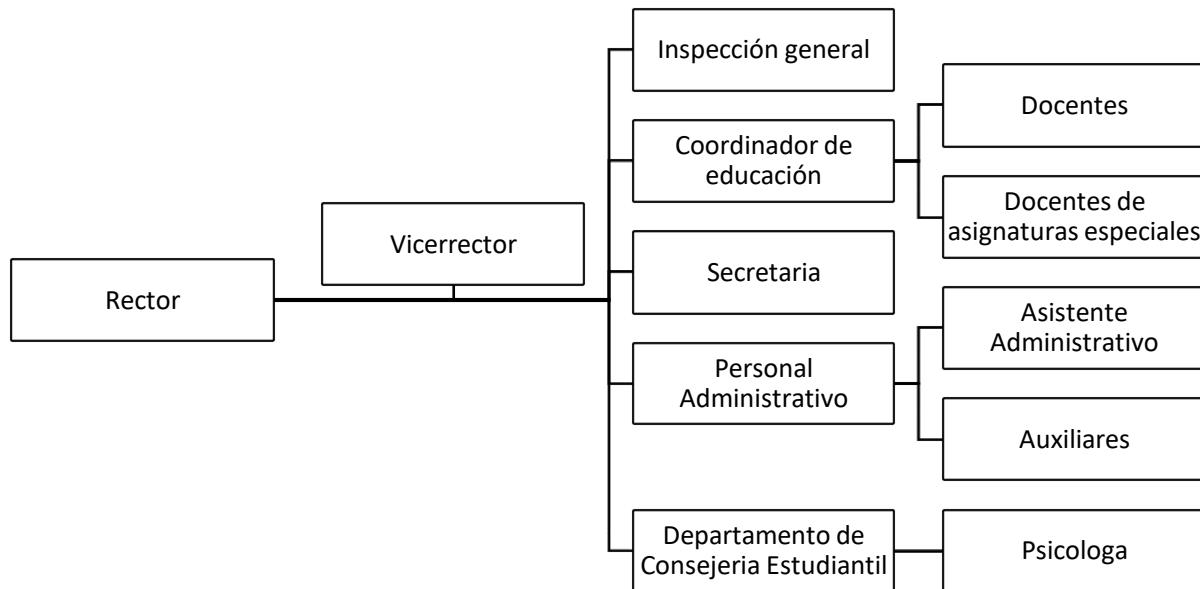 Inspección general
Docentes
Coordinador de
educación
Docentes de
asignaturas especiales
Vicerrector
Secretaria
Rector
Asistente
Administrativo
Personal
Administrativo
Auxiliares
Departamento de
Consejeria Estudiantil
Psicologa